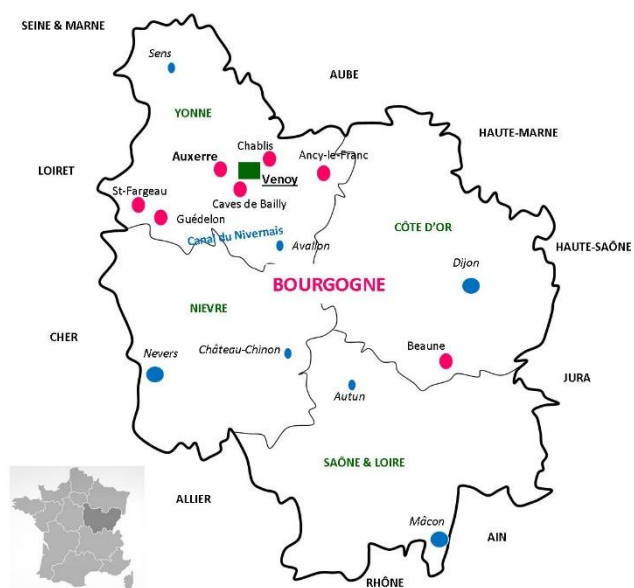 SEINE & MARNE
Sens
AUBE
YONNE
HAUTE-MARNE
Chablis
Auxerre
Ancy-le-Franc
LOIRET
Venoy
St-Fargeau
Caves de Bailly
Guédelon
CÔTE D'OR
Canal du Nivernais
Avallon
HAUTE-SAÔNE
Dijon
BOURGOGNE
NIEVRE
CHER
Château-Chinon
Beaune
Nevers
JURA
Autun
SAÔNE & LOIRE
ALLIER
Mâcon
AIN
RHÔNE